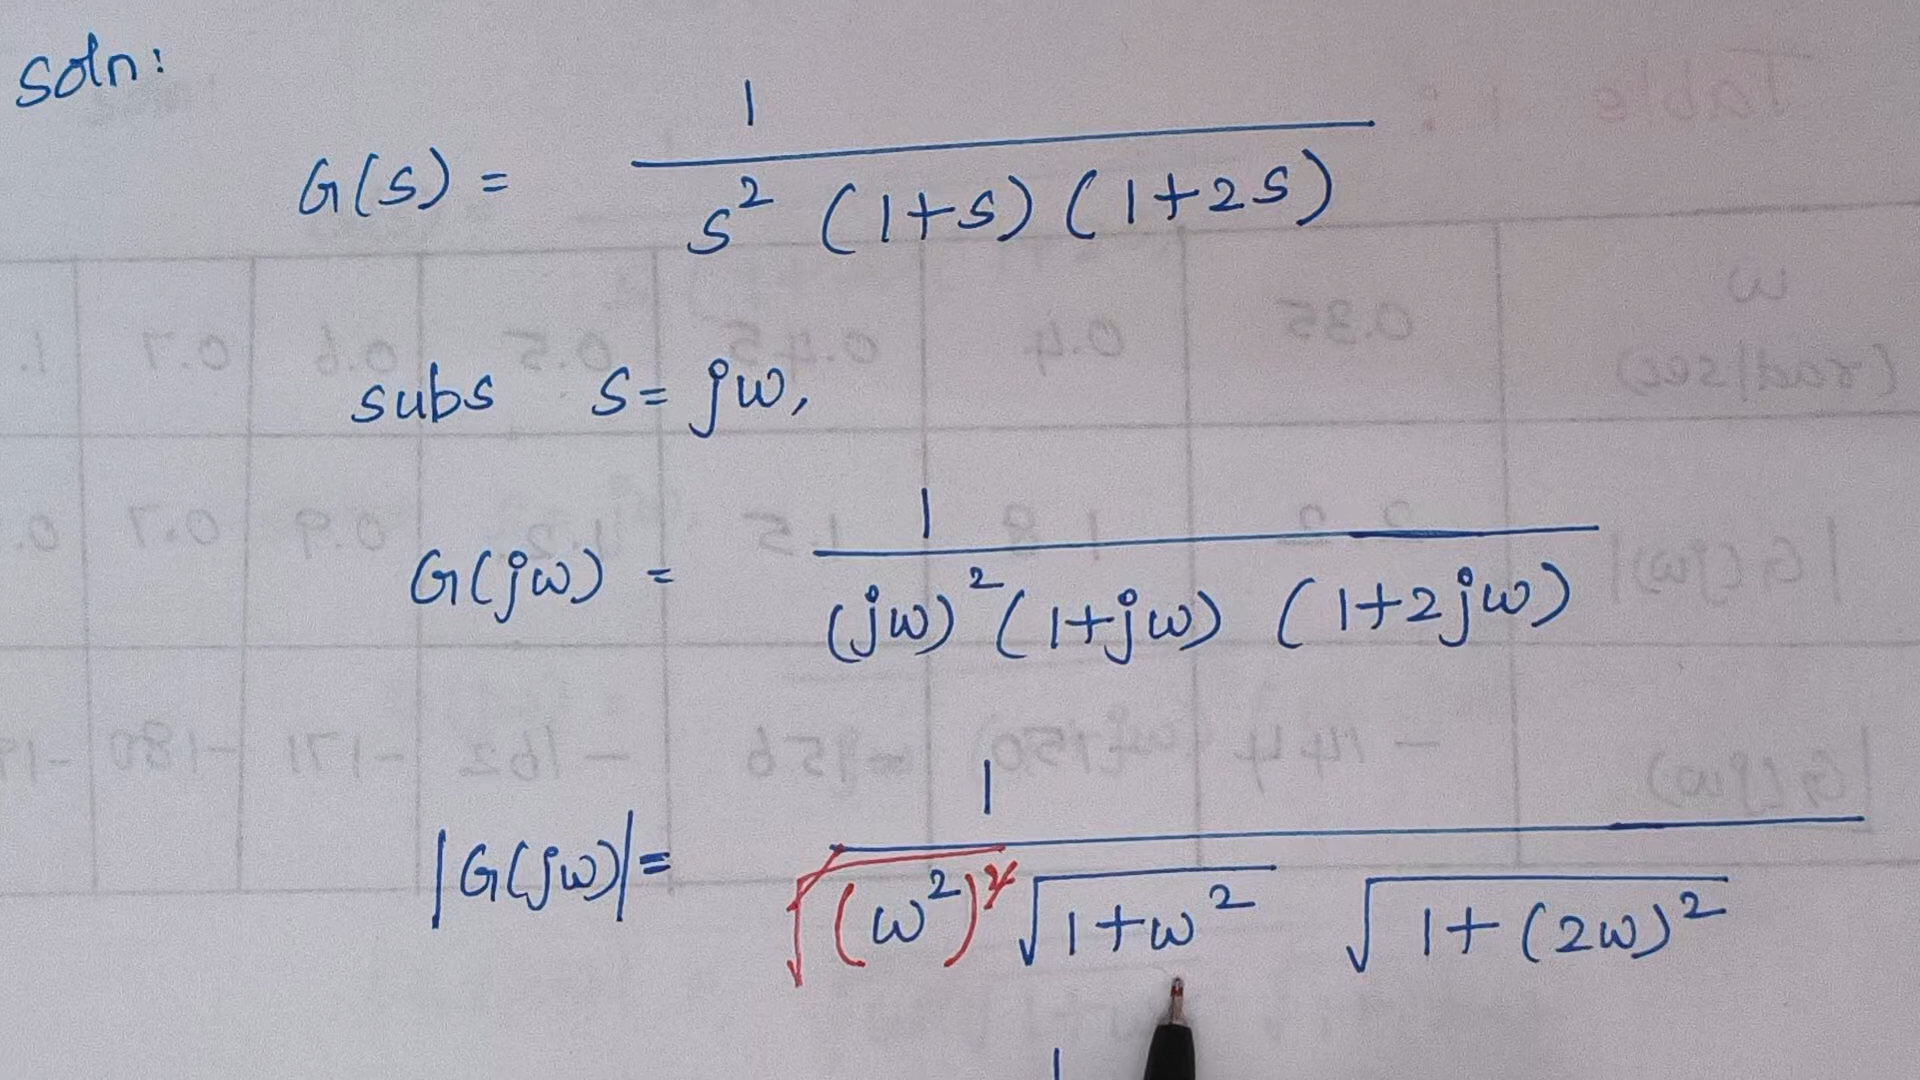 Soln:
G(s) = 1 / s² (1+s) (1+2s)
subs s = jω,
G(jω) = 1 / (jω)² (1+jω) (1+2jω)
|G(jω)| = 1 / √(ω²)² √1+ω² √1+(2ω)²
1